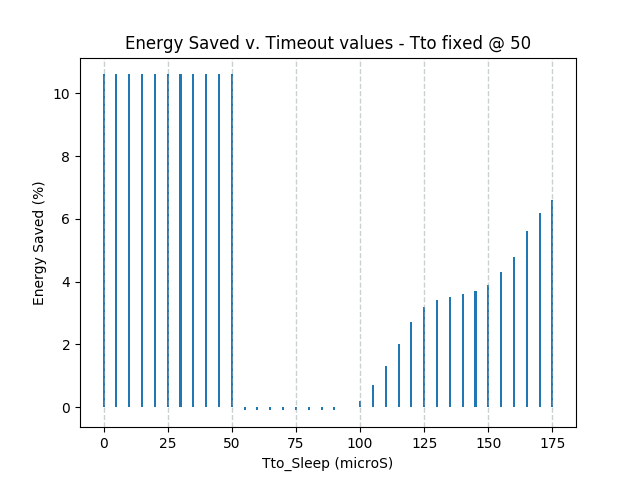 Energy Saved v. Timeout values - Tto fixed @ 50
Energy Saved (%)
10
8
6
4
2
0
0 25 50 75 100 125 150 175
Tto_Sleep (microS)